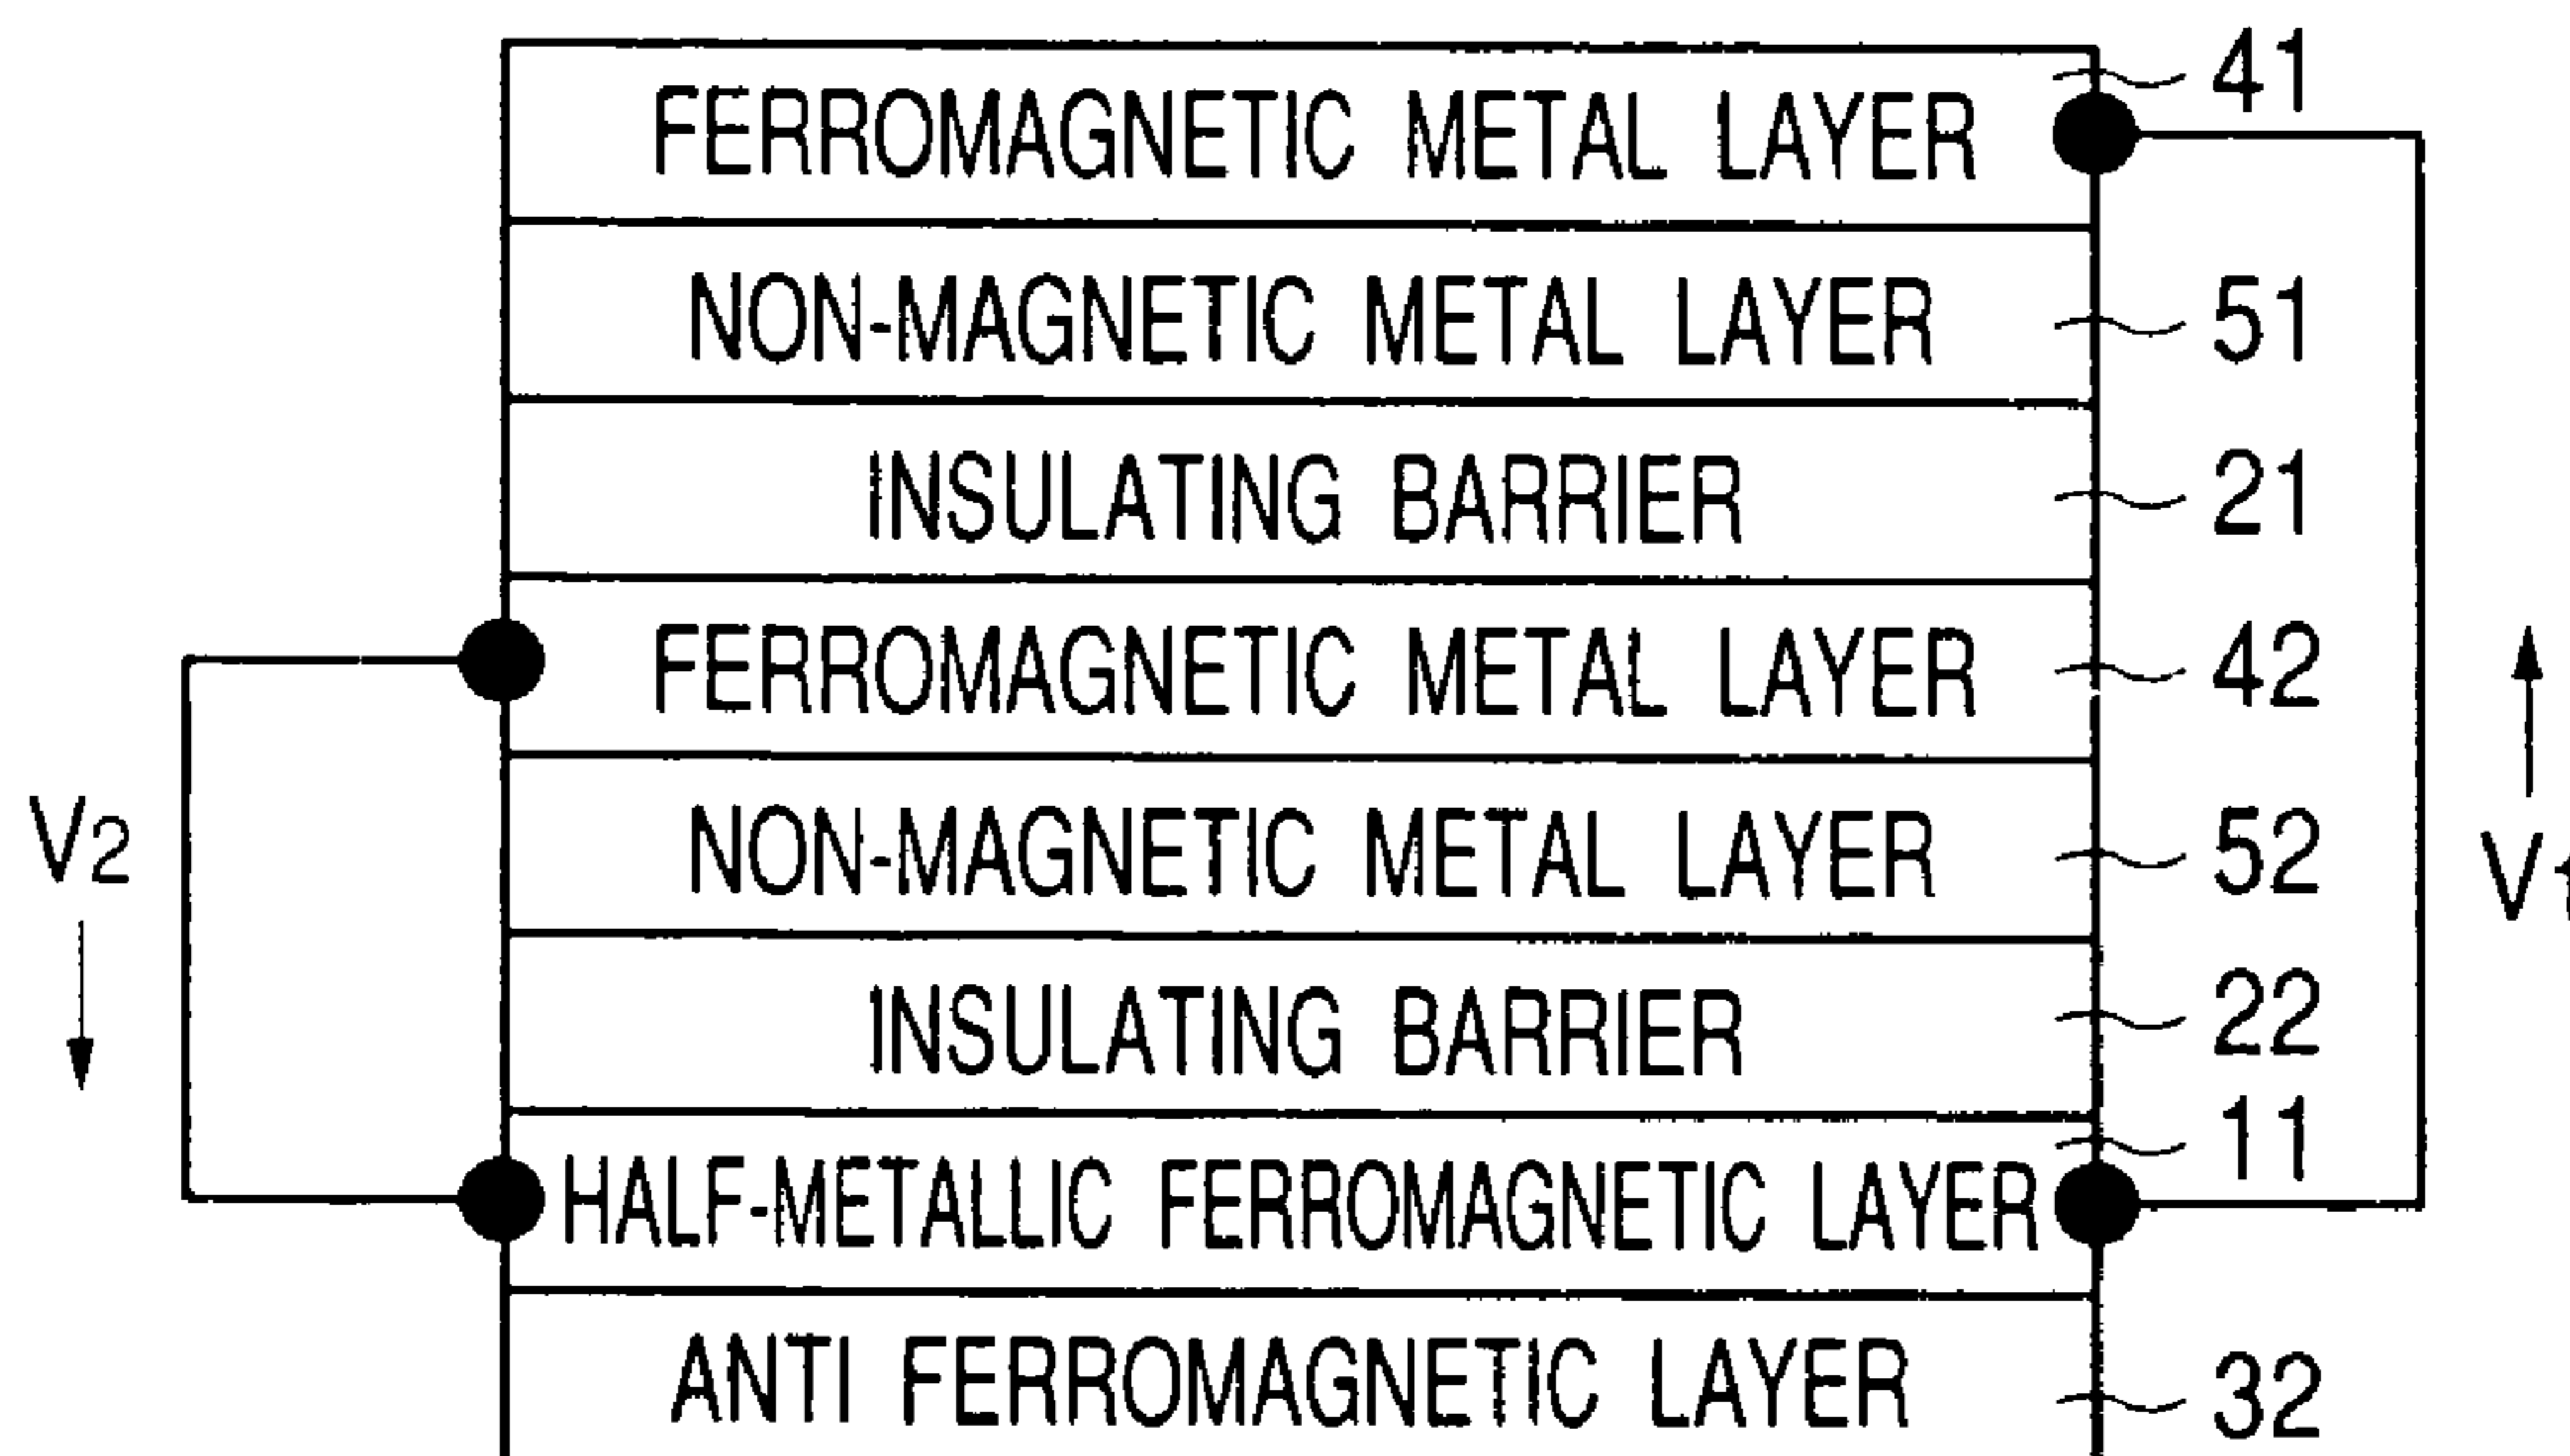 FERROMAGNETIC METAL LAYER 41
NON-MAGNETIC METAL LAYER 51
INSULATING BARRIER 21
FERROMAGNETIC METAL LAYER 42
V2
NON-MAGNETIC METAL LAYER 52
V1
INSULATING BARRIER 22
11
HALF-METALLIC FERROMAGNETIC LAYER
ANTI FERROMAGNETIC LAYER 32